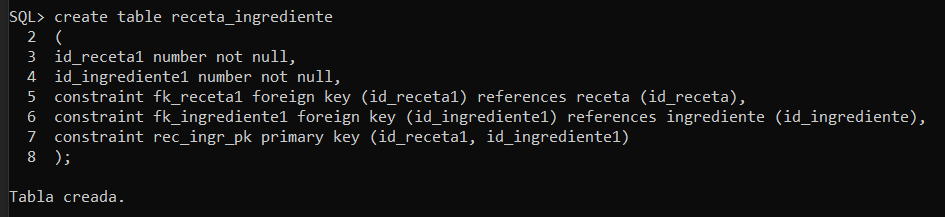 SQL> create table receta_ingrediente
  2  (
  3  id_receta1 number not null,
  4  id_ingrediente1 number not null,
  5  constraint fk_receta1 foreign key (id_receta1) references receta (id_receta),
  6  constraint fk_ingrediente1 foreign key (id_ingrediente1) references ingrediente (id_ingrediente),
  7  constraint rec_ingr_pk primary key (id_receta1, id_ingrediente1)
  8  );
Tabla creada.